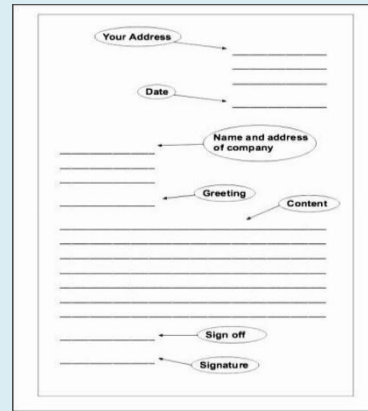 Your Address
Date
Name and address
of company
Greeting
Content
Sign off
Signature